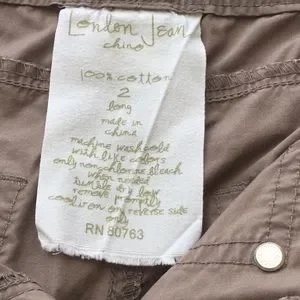 London Jean
chino
100% cotton
2
long
made in
china
machine wash cold
with like colors
only non-chlorine bleach
when needed
tumble dry low
remove promptly
cool iron on reverse side
only
RN 80763